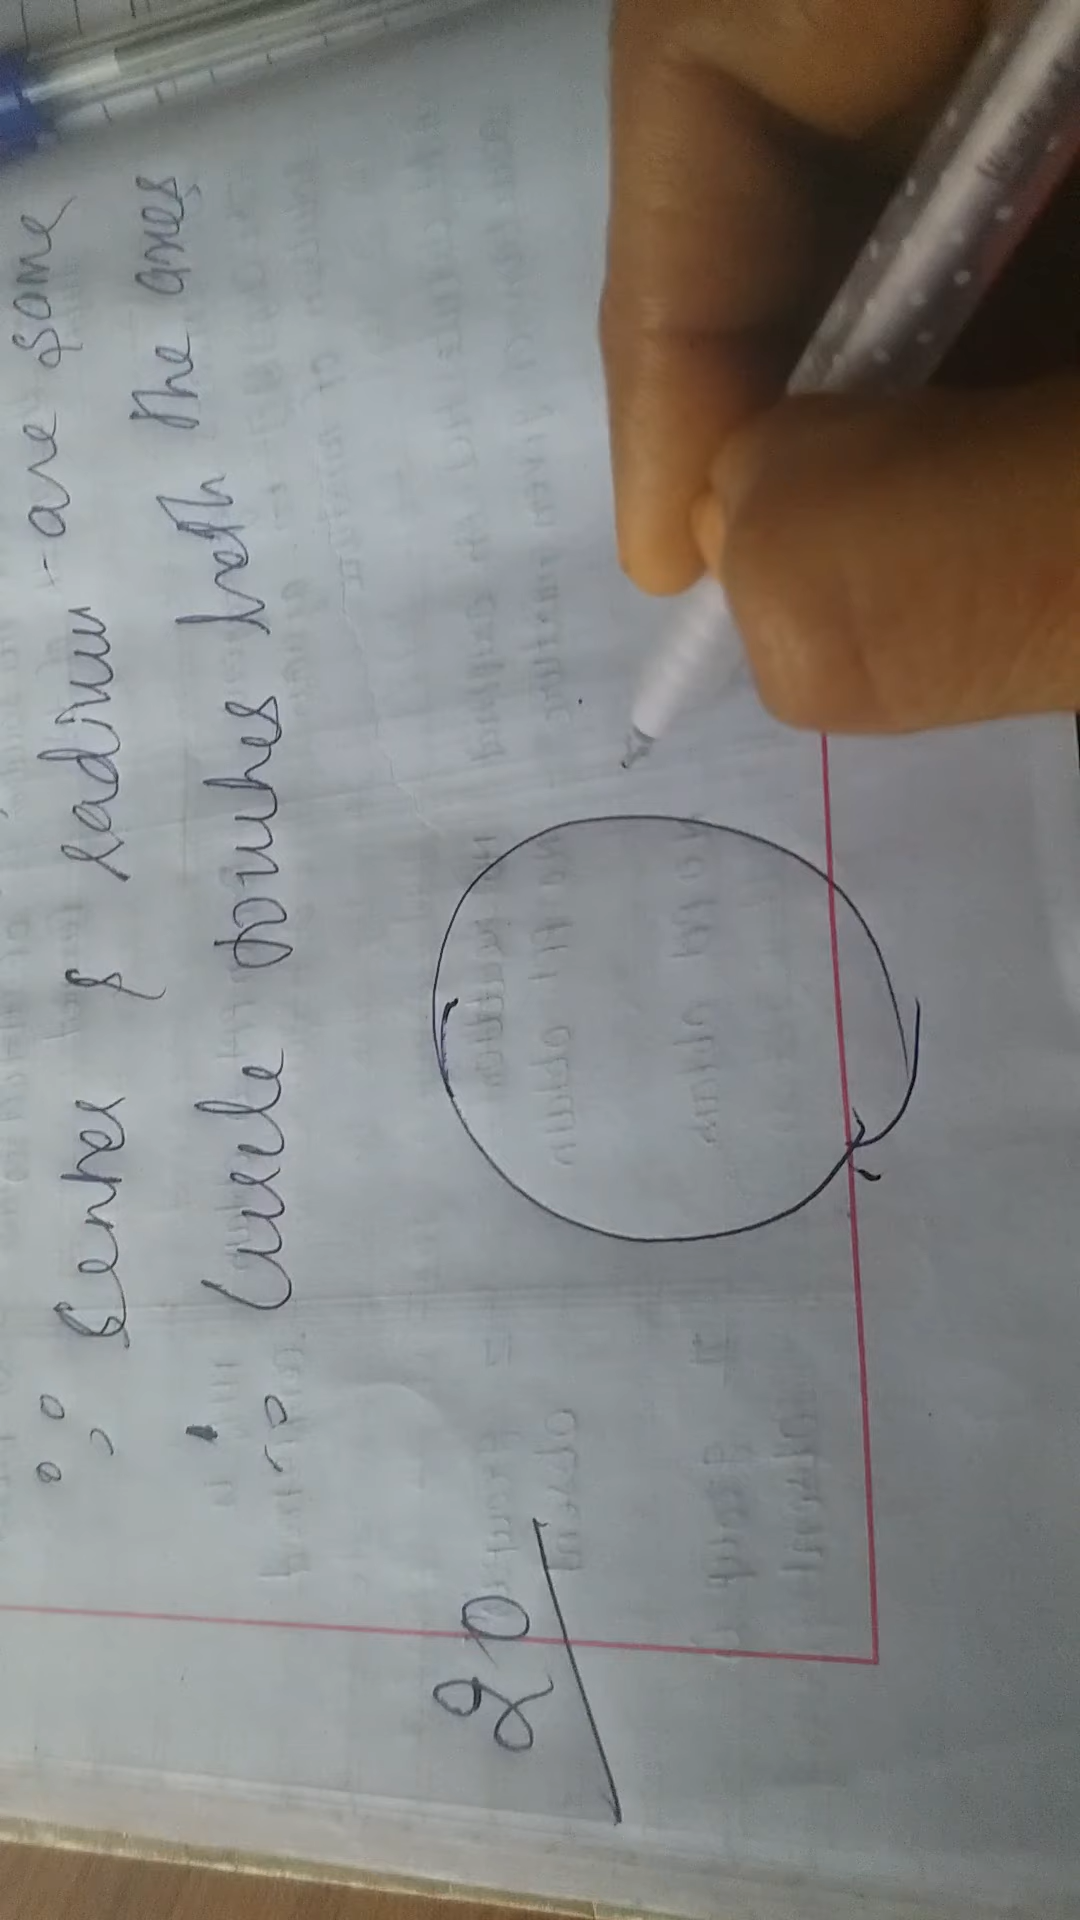 ∵ Center & radius are same
∴ Circle touches both the axes
20